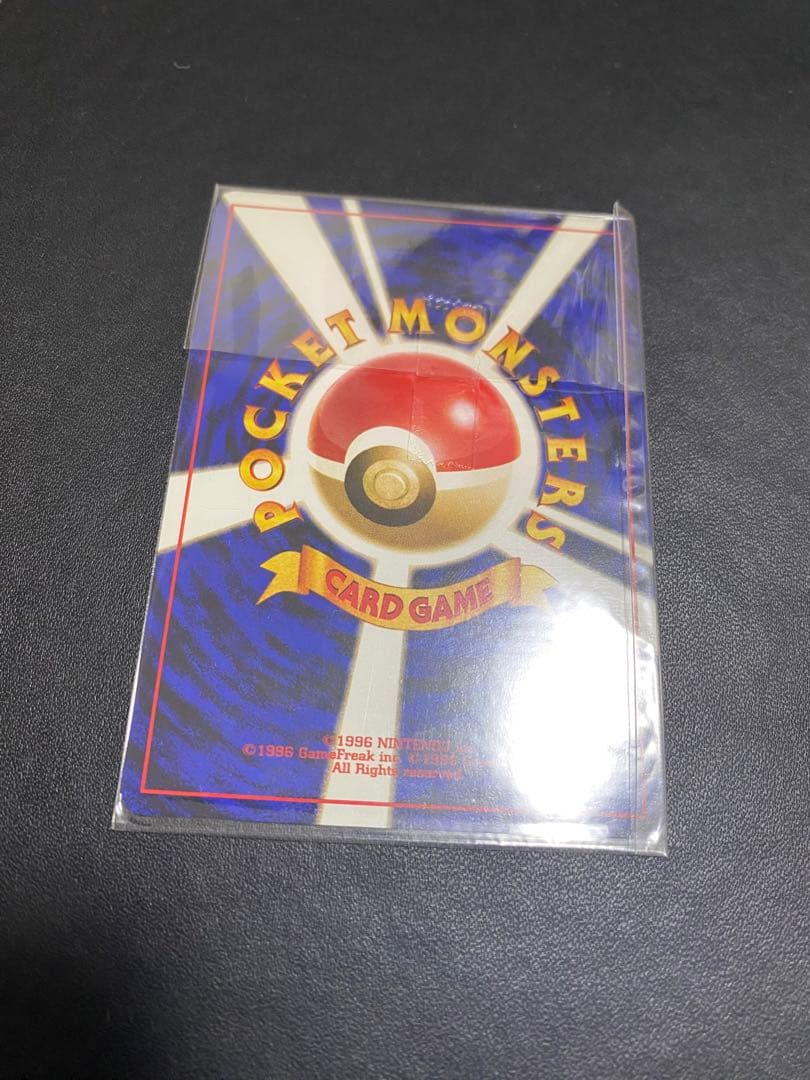 POCKET MONSTERS
CARD GAME
©1996 NINTENDO
©1996 GameFreak inc.
All Rights reserved